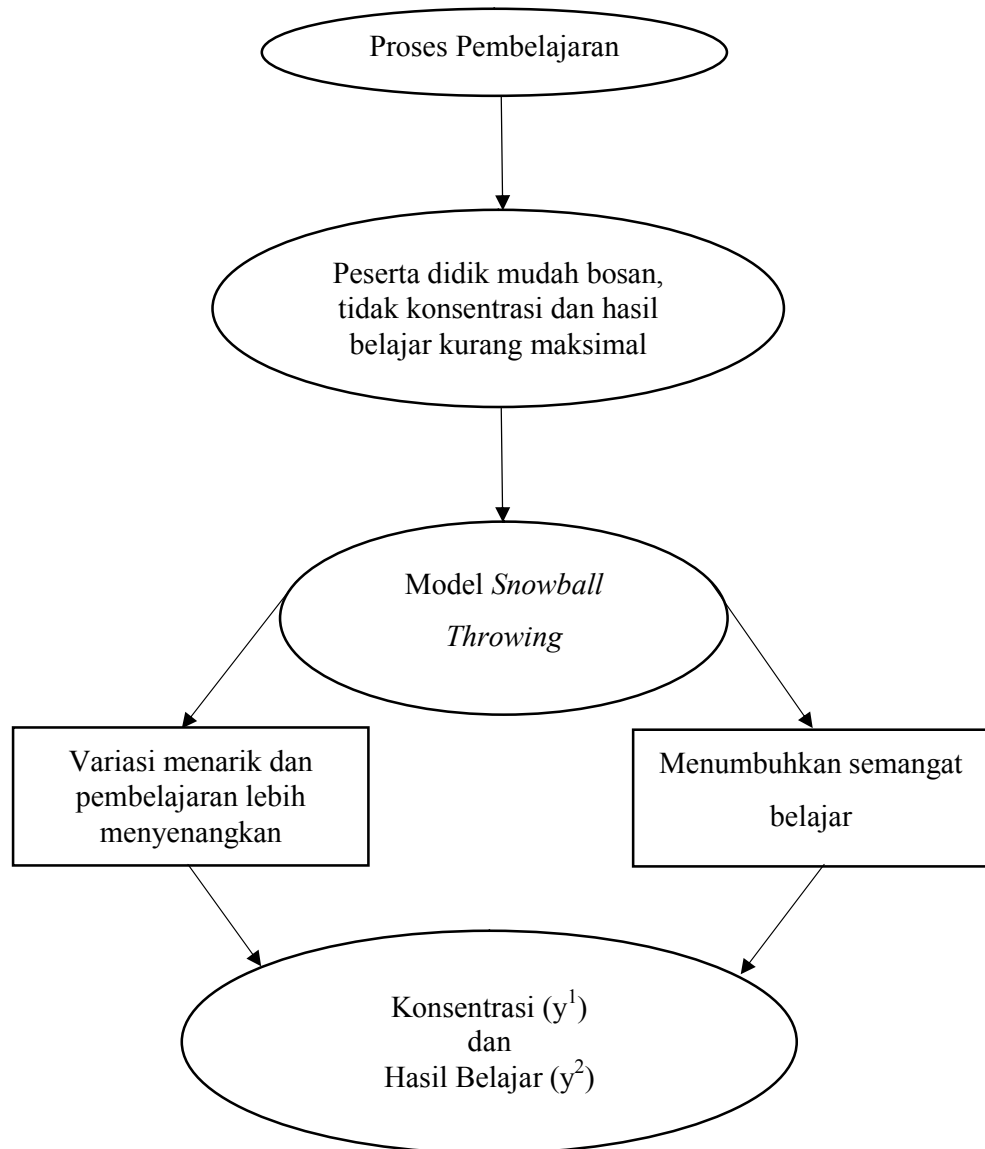 Proses Pembelajaran
Peserta didik mudah bosan,
tidak konsentrasi dan hasil
belajar kurang maksimal
Model Snowball
Throwing
Variasi menarik dan
pembelajaran lebih
menyenangkan
Menumbuhkan semangat
belajar
Konsentrasi (y¹)
dan
Hasil Belajar (y²)